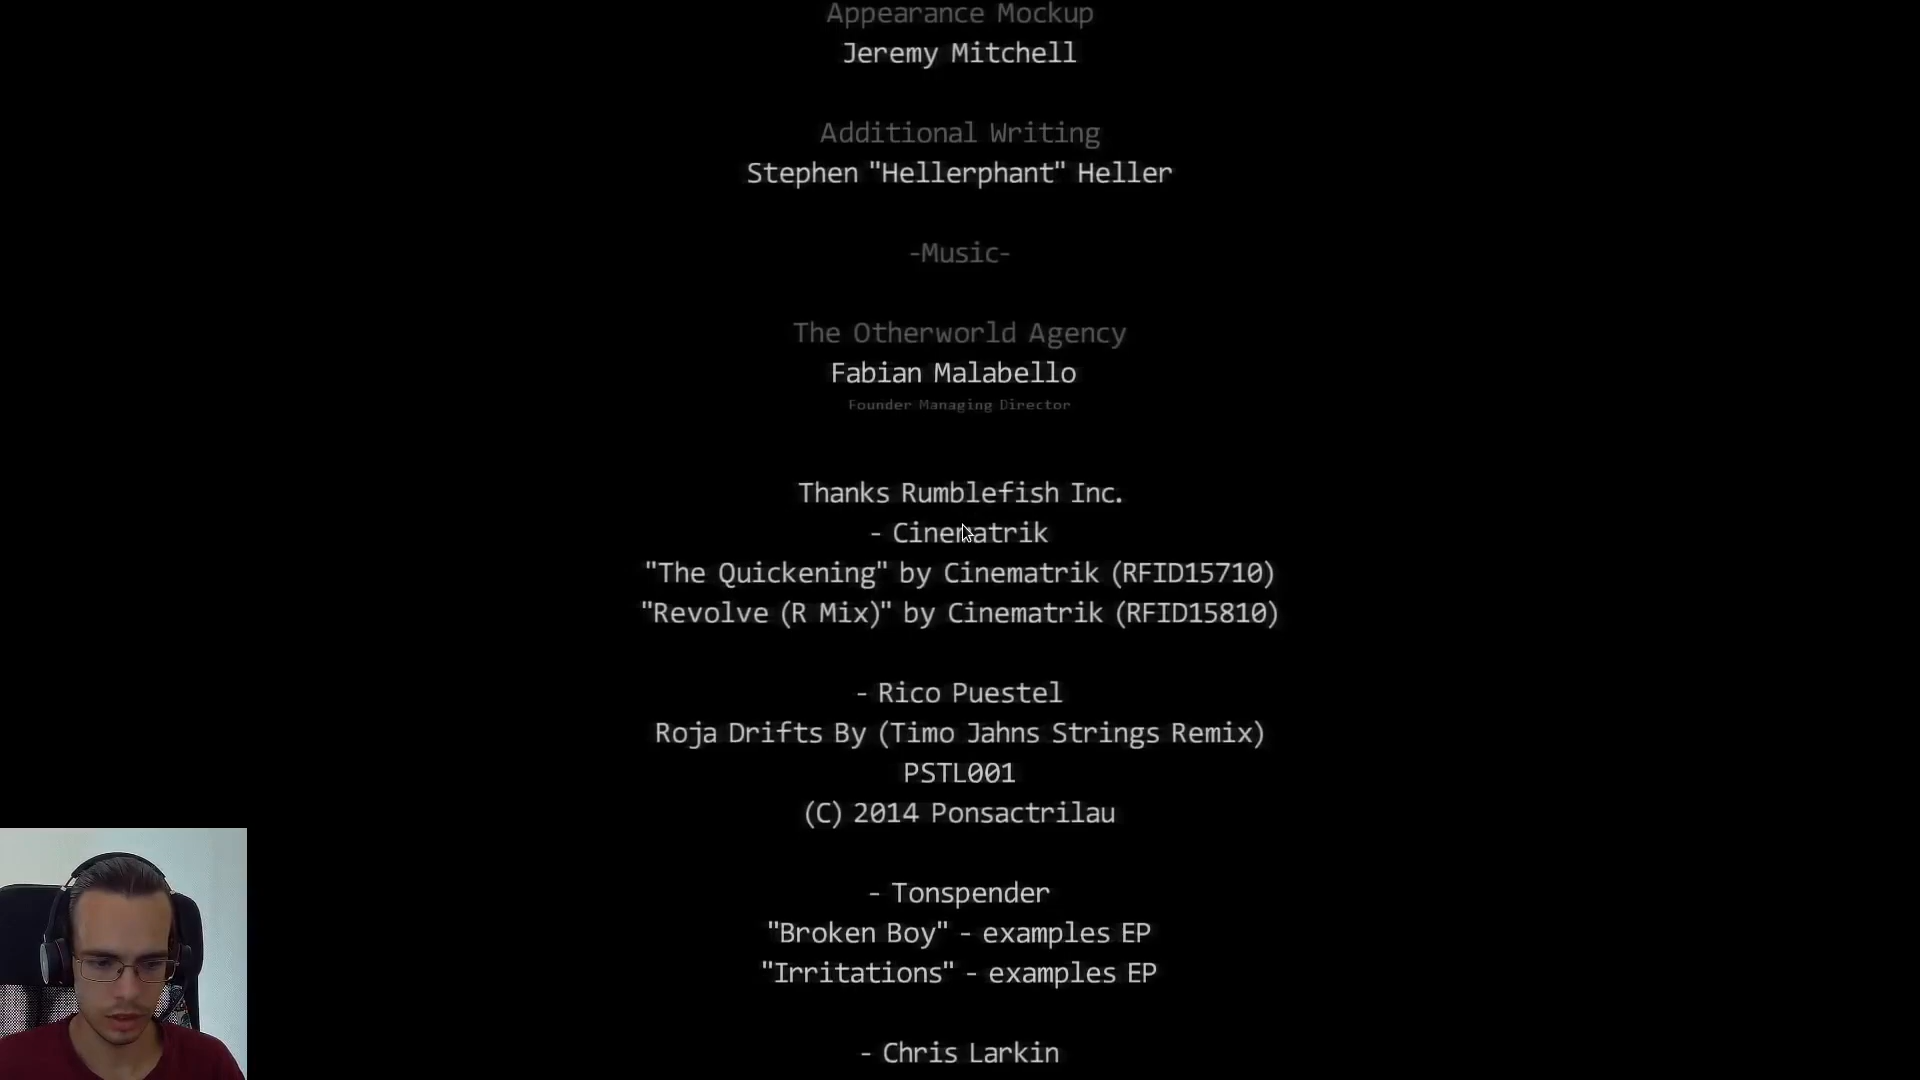 Appearance Mockup
Jeremy Mitchell
Additional Writing
Stephen "Hellerphant" Heller
-Music-
The Otherworld Agency
Fabian Malabello
Founder Managing Director
Thanks Rumblefish Inc.
- Cinematrik
"The Quickening" by Cinematrik (RFID15710)
"Revolve (R Mix)" by Cinematrik (RFID15810)
- Rico Puestel
Roja Drifts By (Timo Jahns Strings Remix)
PSTL001
(C) 2014 Ponsactrilau
- Tonspender
"Broken Boy" - examples EP
"Irritations" - examples EP
- Chris Larkin